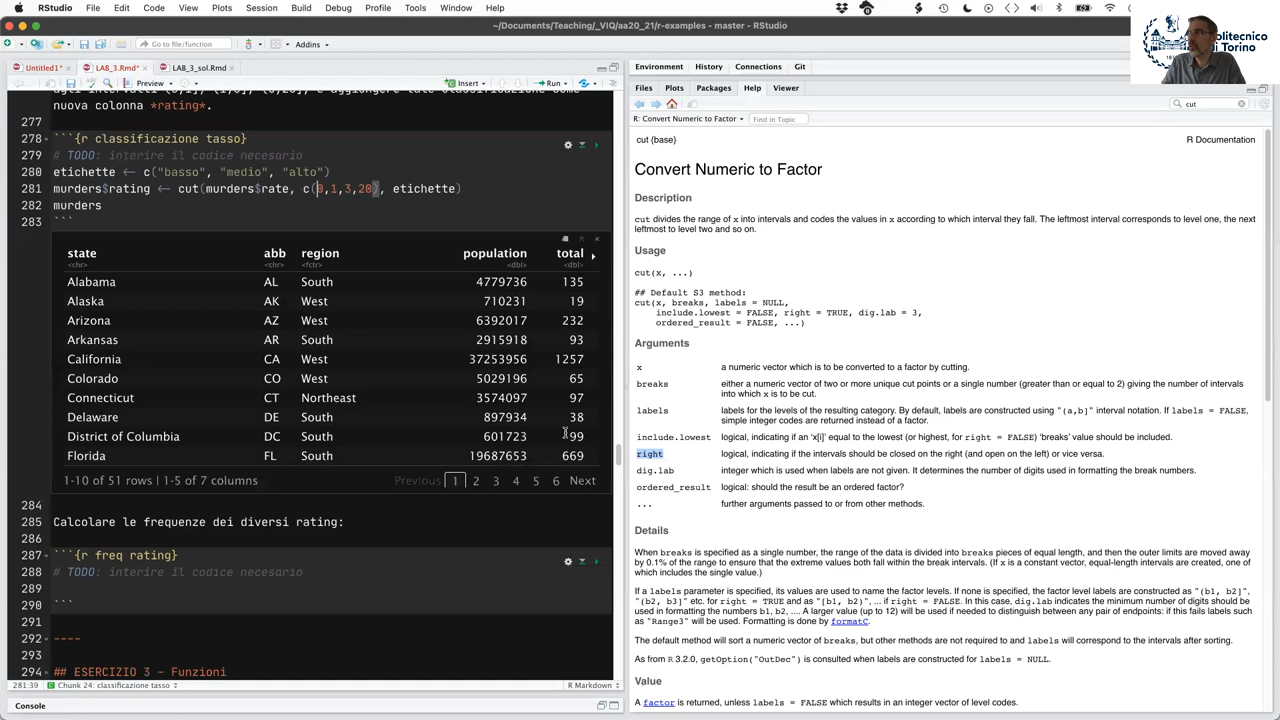 RStudio File Edit Code View Plots Session Build Debug Profile Tools Window Help
~/Documents/Teaching/_VIQ/aa20_21/r-examples - master - RStudio
Go to file/function Addins
Politecnico
di Torino
Untitled1* LAB_3.Rmd* LAB_3_sol.Rmd
Preview Insert Run
nuova colonna *rating*.
277
278 ```{r classificazione tasso}
279 # TODO: interire il codice necesario
280 etichette ← c("basso", "medio", "alto")
281 murders$rating ← cut(murders$rate, c(0,1,3,20), etichette)
282 murders
283 ```
state abb region population total
<chr> <chr> <fctr> <dbl> <dbl>
Alabama AL South 4779736 135
Alaska AK West 710231 19
Arizona AZ West 6392017 232
Arkansas AR South 2915918 93
California CA West 37253956 1257
Colorado CO West 5029196 65
Connecticut CT Northeast 3574097 97
Delaware DE South 897934 38
District of Columbia DC South 601723 99
Florida FL South 19687653 669
1-10 of 51 rows | 1-5 of 7 columns Previous 1 2 3 4 5 6 Next
284
285 Calcolare le frequenze dei diversi rating:
286
287 ```{r freq rating}
288 # TODO: interire il codice necesario
289
290 ```
291
292 ----
293
294 ## ESERCIZIO 3 - Funzioni
281:39 Chunk 24: classificazione tasso R Markdown
Console
Environment History Connections Git
Files Plots Packages Help Viewer
cut
R: Convert Numeric to Factor Find in Topic
cut {base} R Documentation
Convert Numeric to Factor
Description
cut divides the range of x into intervals and codes the values in x according to which interval they fall. The leftmost interval corresponds to level one, the next
leftmost to level two and so on.
Usage
cut(x, ...)
## Default S3 method:
cut(x, breaks, labels = NULL,
include.lowest = FALSE, right = TRUE, dig.lab = 3,
ordered_result = FALSE, ...)
Arguments
x a numeric vector which is to be converted to a factor by cutting.
breaks either a numeric vector of two or more unique cut points or a single number (greater than or equal to 2) giving the number of intervals
into which x is to be cut.
labels labels for the levels of the resulting category. By default, labels are constructed using "(a,b]" interval notation. If labels = FALSE,
simple integer codes are returned instead of a factor.
include.lowest logical, indicating if an 'x[i]' equal to the lowest (or highest, for right = FALSE) 'breaks' value should be included.
right logical, indicating if the intervals should be closed on the right (and open on the left) or vice versa.
dig.lab integer which is used when labels are not given. It determines the number of digits used in formatting the break numbers.
ordered_result logical: should the result be an ordered factor?
... further arguments passed to or from other methods.
Details
When breaks is specified as a single number, the range of the data is divided into breaks pieces of equal length, and then the outer limits are moved away
by 0.1% of the range to ensure that the extreme values both fall within the break intervals. (If x is a constant vector, equal-length intervals are created, one of
which includes the single value.)
If a labels parameter is specified, its values are used to name the factor levels. If none is specified, the factor level labels are constructed as "(b1, b2]",
"(b2, b3]" etc. for right = TRUE and as "[b1, b2)", ... if right = FALSE. In this case, dig.lab indicates the minimum number of digits should be
used in formatting the numbers b1, b2, .... A larger value (up to 12) will be used if needed to distinguish between any pair of endpoints: if this fails labels such
as "Range3" will be used. Formatting is done by formatC.
The default method will sort a numeric vector of breaks, but other methods are not required to and labels will correspond to the intervals after sorting.
As from R 3.2.0, getOption("OutDec") is consulted when labels are constructed for labels = NULL.
Value
A factor is returned, unless labels = FALSE which results in an integer vector of level codes.